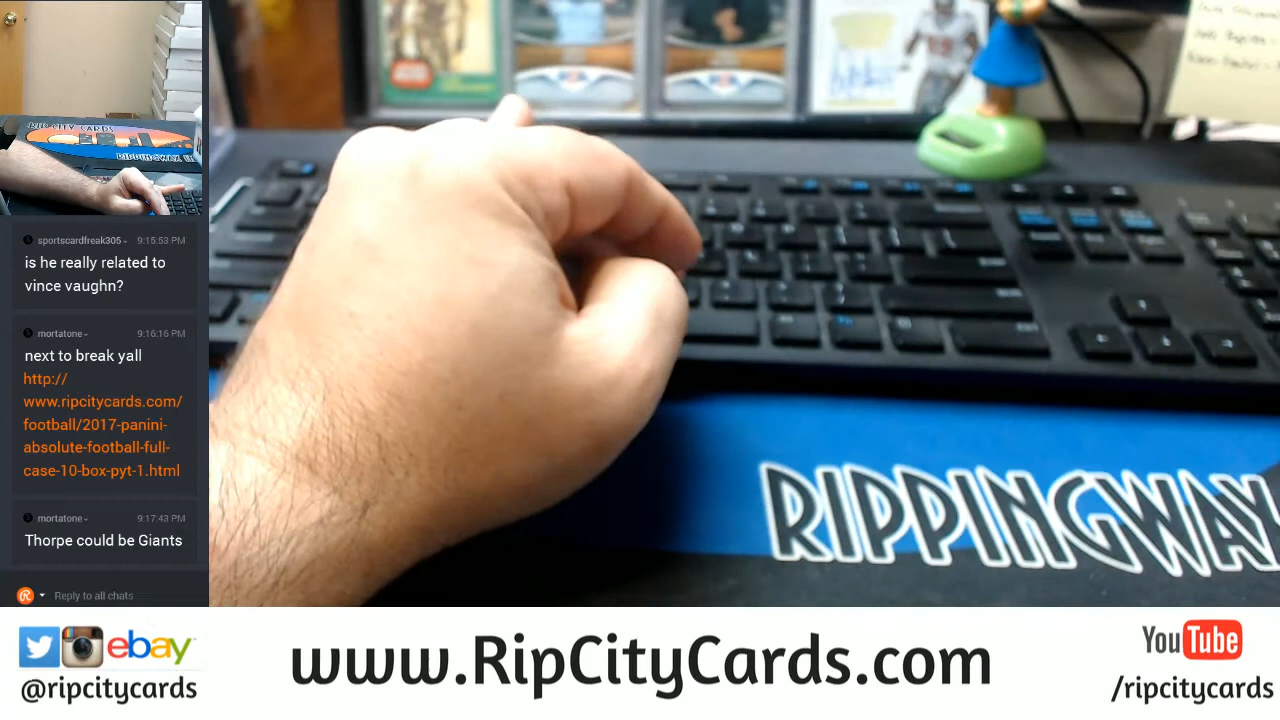 RIP CITY CARDS
sportscardfreak305
9:15:53 PM
is he really related to
vince vaughn?
mortatone
9:16:16 PM
next to break yall
http://
www.ripcitycards.com/
football/2017-panini-
absolute-football-full-
case-10-box-pyt-1.html
mortatone
9:17:43 PM
Thorpe could be Giants
Reply to all chats
RIPPINGWAX
ebay
@ripcitycards
www.RipCityCards.com
YouTube
/ripcitycards